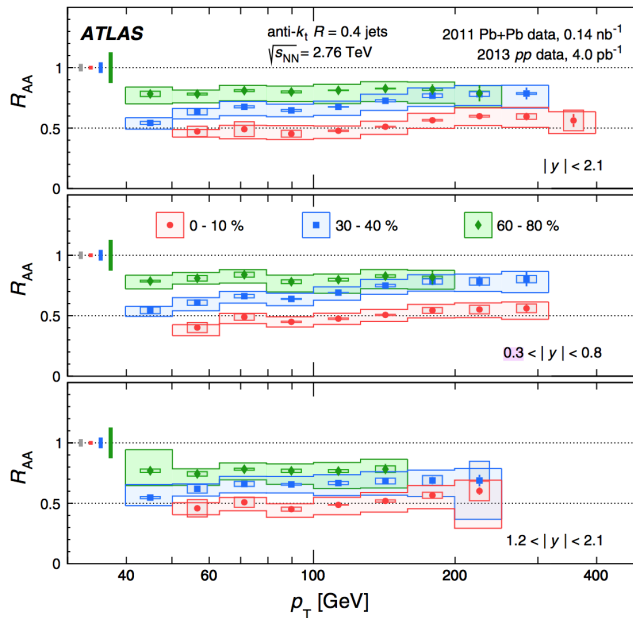 ATLAS
anti-kₜ R = 0.4 jets
√sNN = 2.76 TeV
2011 Pb+Pb data, 0.14 nb⁻¹
2013 pp data, 4.0 pb⁻¹
RAA
1
0.5
0
| y | < 2.1
0 - 10 %
30 - 40 %
60 - 80 %
RAA
1
0.5
0
0.3 < | y | < 0.8
RAA
1
0.5
0
1.2 < | y | < 2.1
40 60 100 200 400
pT [GeV]